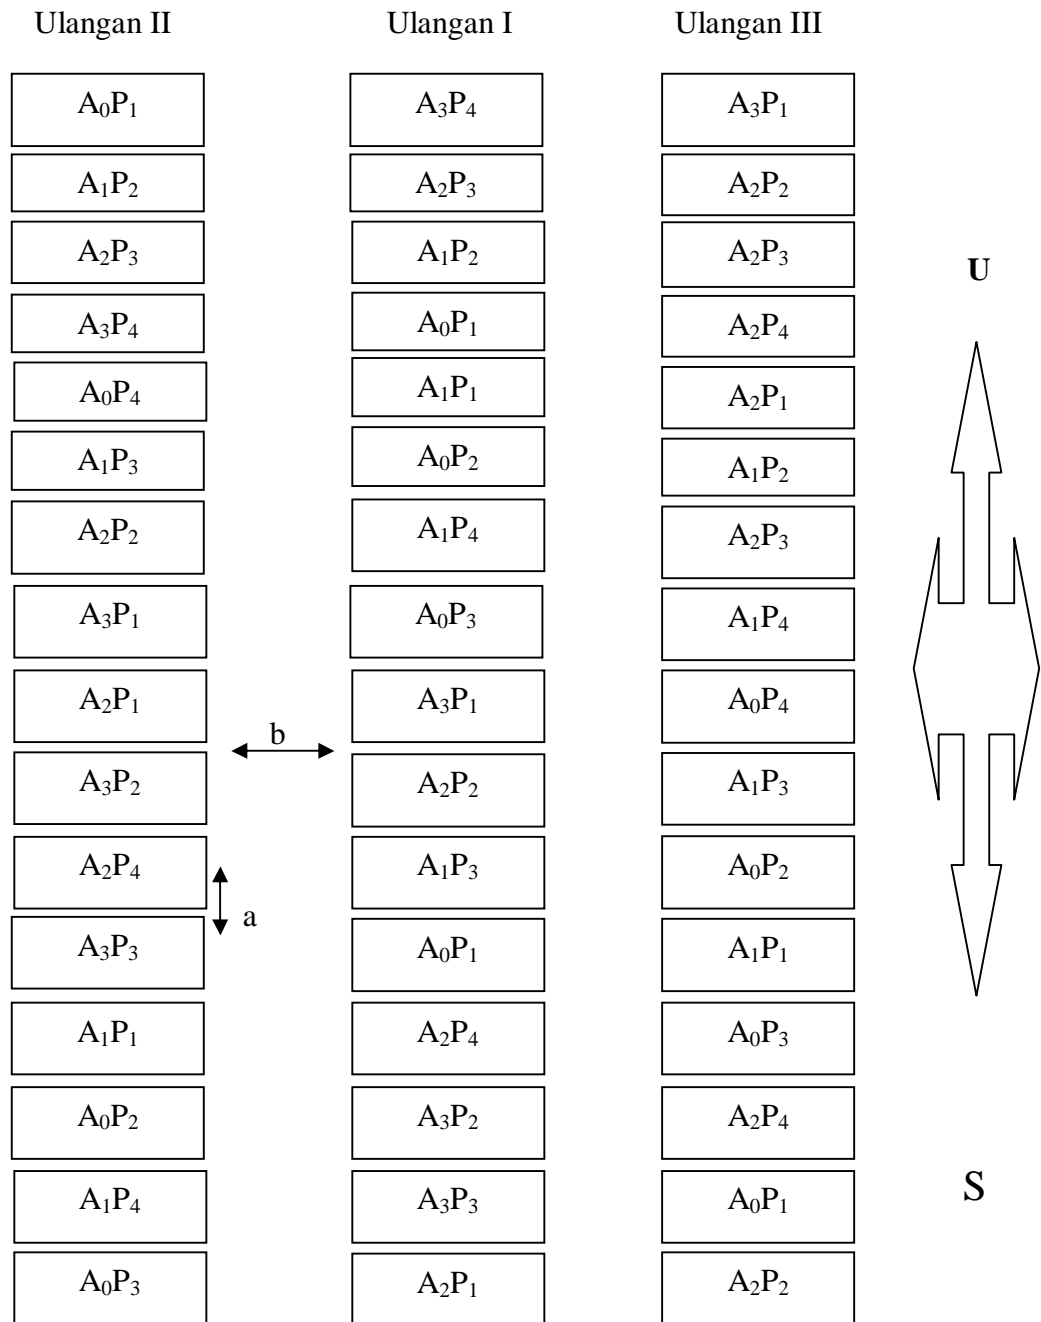 Ulangan II Ulangan I Ulangan III
A₀P₁ A₃P₄ A₃P₁
A₁P₂ A₂P₃ A₂P₂
A₂P₃ A₁P₂ A₂P₃
U
A₃P₄ A₀P₁ A₂P₄
A₀P₄ A₁P₁ A₂P₁
A₁P₃ A₀P₂ A₁P₂
A₂P₂ A₁P₄ A₂P₃
A₃P₁ A₀P₃ A₁P₄
A₂P₁ A₃P₁ A₀P₄
b
A₃P₂ A₂P₂ A₁P₃
A₂P₄ A₁P₃ A₀P₂
a
A₃P₃ A₀P₁ A₁P₁
A₁P₁ A₂P₄ A₀P₃
A₀P₂ A₃P₂ A₂P₄
S
A₁P₄ A₃P₃ A₀P₁
A₀P₃ A₂P₁ A₂P₂